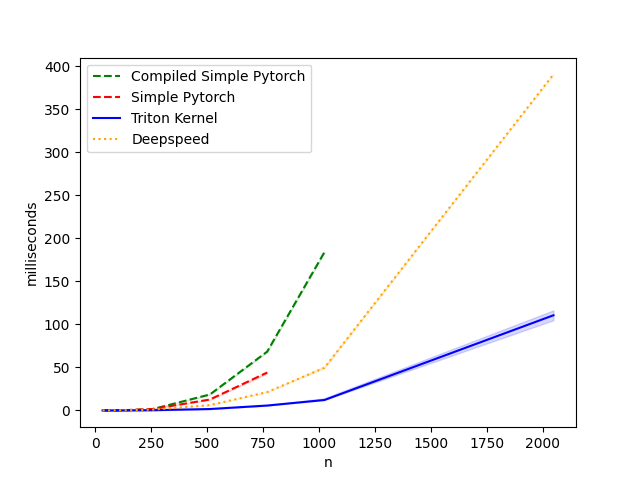 400
350
300
250
200
150
100
50
0
milliseconds
Compiled Simple Pytorch
Simple Pytorch
Triton Kernel
Deepspeed
0 250 500 750 1000 1250 1500 1750 2000
n